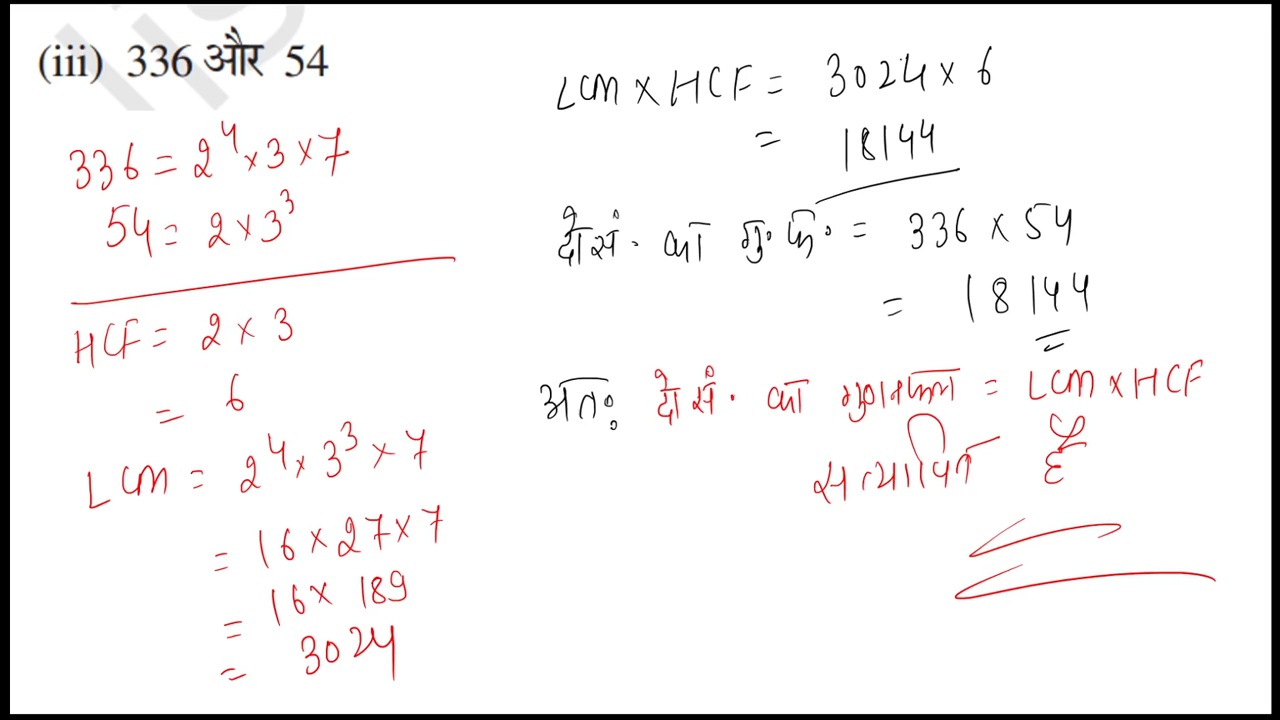 (iii) 336 और 54
336 = 2⁴ × 3 × 7
54 = 2 × 3³
HCF = 2 × 3
= 6
LCM = 2⁴ × 3³ × 7
= 16 × 27 × 7
= 16 × 189
= 3024
LCM × HCF = 3024 × 6
= 18144
दो सं. का गु. फ. = 336 × 54
= 18144
अतः दो सं. का गुणनफल = LCM × HCF
सत्यापित है